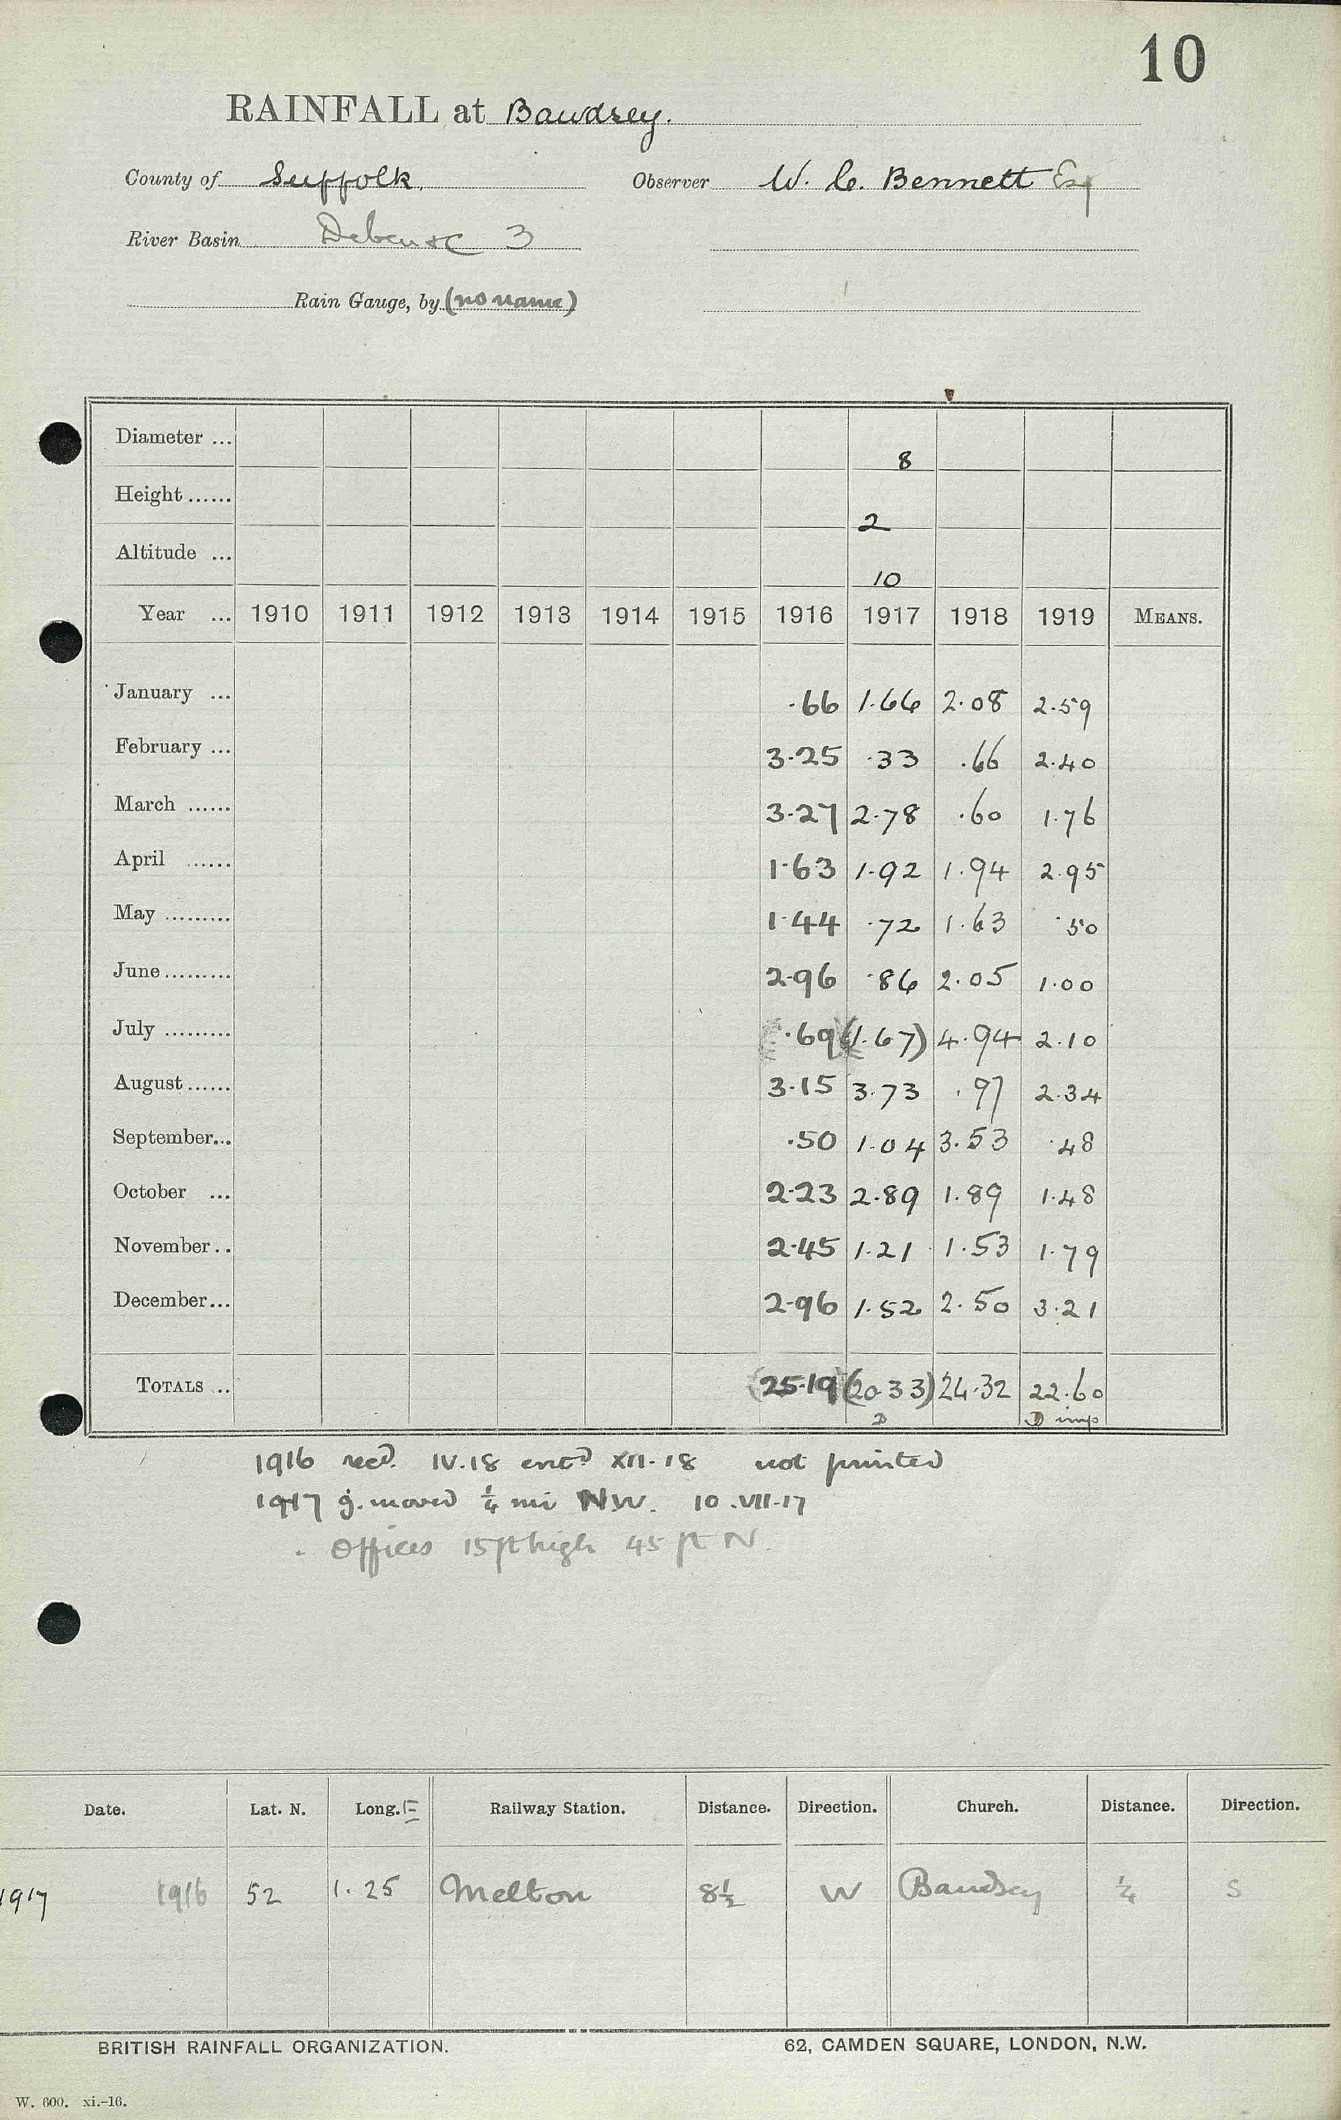 10
RAINFALL at Bawdsey.
County of Suffolk. Observer W. C. Bennett Esq
River Basin 3
Rain Gauge, by (no name)
Diameter ... 8
Height ...... 2
Altitude ... 10
Year ... 1910 1911 1912 1913 1914 1915 1916 1917 1918 1919 MEANS.
January ... .66 1.66 2.08 2.59
February ... 3.25 .33 .66 2.40
March ...... 3.27 2.78 .60 1.76
April ...... 1.63 1.92 1.94 2.95
May ......... 1.44 .72 1.63 .50
June ......... 2.96 .86 2.05 1.00
July ......... .69 (1.67) 4.94 2.10
August ...... 3.15 3.73 .97 2.34
September... .50 1.04 3.53 .48
October ... 2.23 2.89 1.89 1.48
November .. 2.45 1.21 1.53 1.79
December... 2.96 1.52 2.50 3.21
TOTALS .. (25.19) (20.33) 24.32 22.60
D D imp
1916 recd. IV.18 entd XII.18 not printed
1917 g. moved ¼ mi NW. 10.VII.17
Offices 15ft high 45 ft N.
Date. Lat. N. Long. E Railway Station. Distance. Direction. Church. Distance. Direction.
1917 1916 52 1.25 Melton 8½ W Bawdsey ¼ S
BRITISH RAINFALL ORGANIZATION. 62, CAMDEN SQUARE, LONDON, N.W.
W. 600. xi.-16.